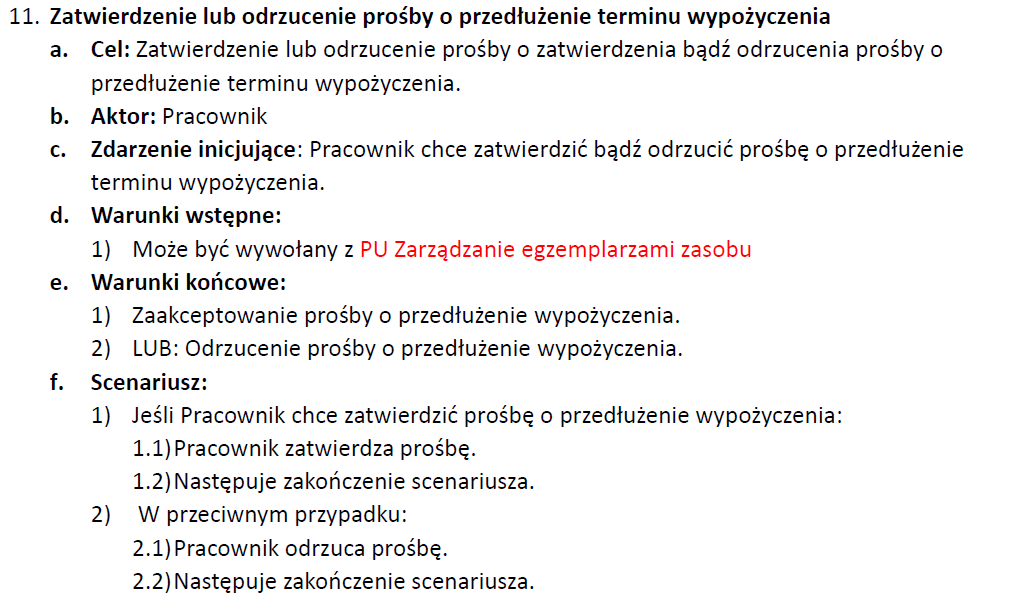 11. Zatwierdzenie lub odrzucenie prośby o przedłużenie terminu wypożyczenia
a. Cel: Zatwierdzenie lub odrzucenie prośby o zatwierdzenia bądź odrzucenia prośby o
przedłużenie terminu wypożyczenia.
b. Aktor: Pracownik
c. Zdarzenie inicjujące: Pracownik chce zatwierdzić bądź odrzucić prośbę o przedłużenie
terminu wypożyczenia.
d. Warunki wstępne:
1) Może być wywołany z PU Zarządzanie egzemplarzami zasobu
e. Warunki końcowe:
1) Zaakceptowanie prośby o przedłużenie wypożyczenia.
2) LUB: Odrzucenie prośby o przedłużenie wypożyczenia.
f. Scenariusz:
1) Jeśli Pracownik chce zatwierdzić prośbę o przedłużenie wypożyczenia:
1.1) Pracownik zatwierdza prośbę.
1.2) Następuje zakończenie scenariusza.
2) W przeciwnym przypadku:
2.1) Pracownik odrzuca prośbę.
2.2) Następuje zakończenie scenariusza.